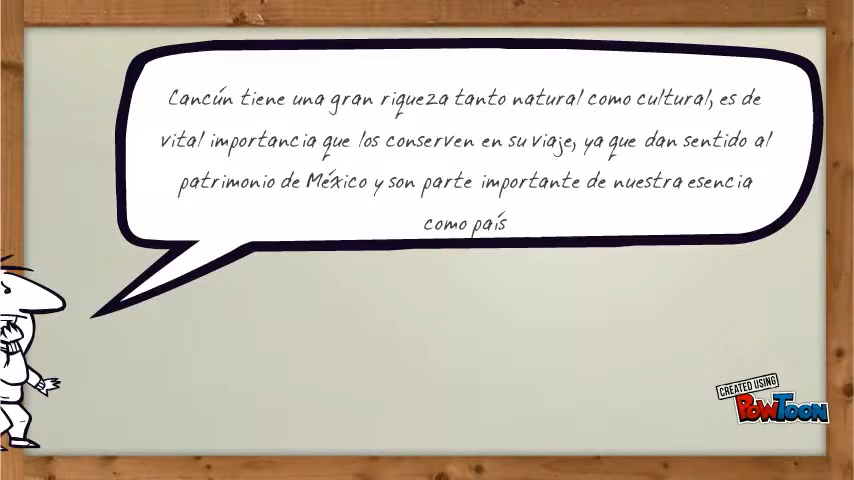 Cancún tiene una gran riqueza tanto natural como cultural, es de
vital importancia que los conserven en su viaje, ya que dan sentido al
patrimonio de México y son parte importante de nuestra esencia
como país
CREATED USING
POWTOON